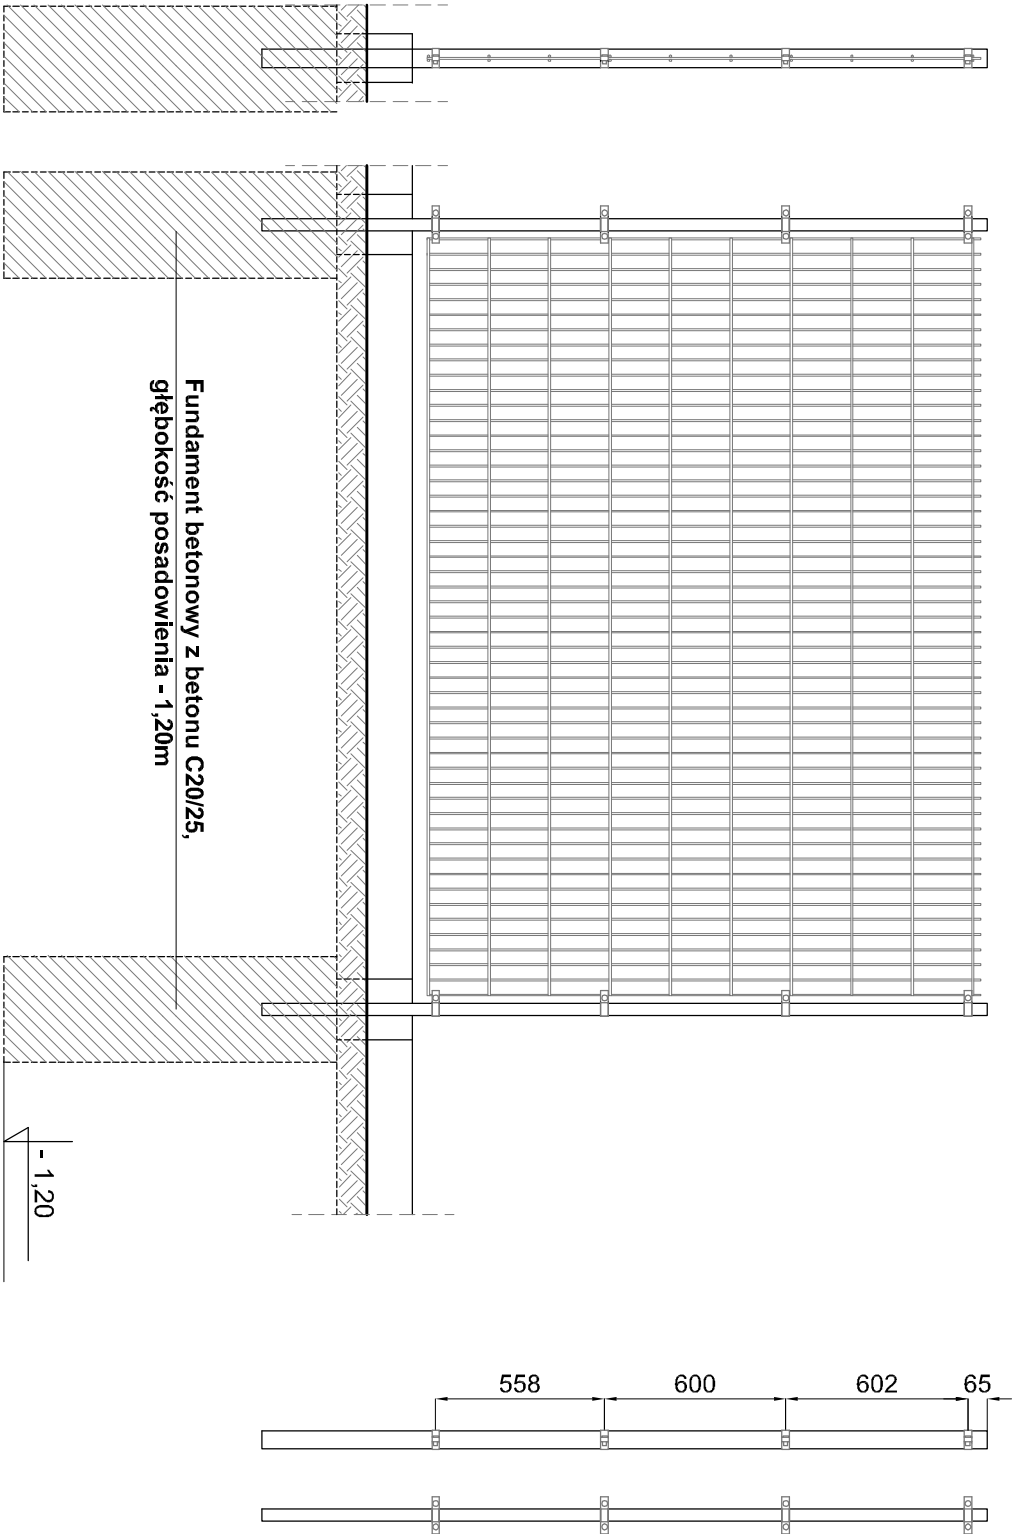 Fundament betonowy z betonu C20/25,
głębokość posadowienia - 1,20m
- 1,20
558
600
602
65